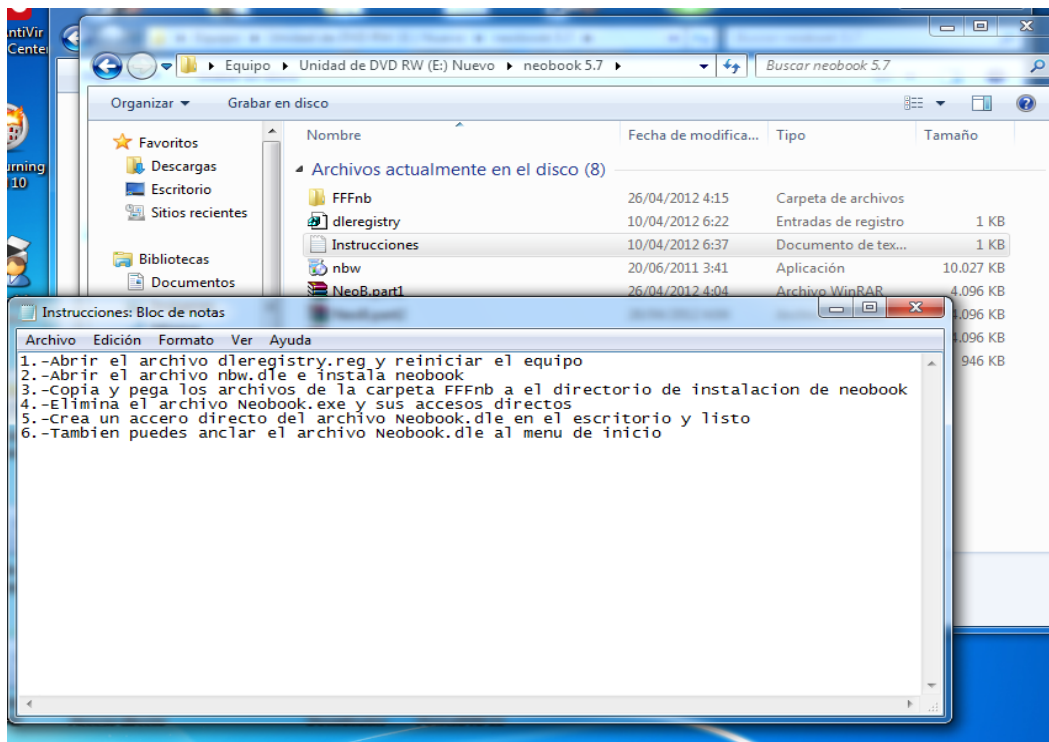 ntiVir
Center
Equipo ▸ Unidad de DVD RW (E:) Nuevo ▸ neobook 5.7 ▸
Buscar neobook 5.7
Organizar
Grabar en disco
urning
10
Favoritos
Descargas
Escritorio
Sitios recientes
Bibliotecas
Documentos
Nombre Fecha de modifica... Tipo Tamaño
Archivos actualmente en el disco (8)
FFFnb 26/04/2012 4:15 Carpeta de archivos
dleregistry 10/04/2012 6:22 Entradas de registro 1 KB
Instrucciones 10/04/2012 6:37 Documento de tex... 1 KB
nbw 20/06/2011 3:41 Aplicación 10.027 KB
NeoB.part1 26/04/2012 4:04 Archivo WinRAR 4.096 KB
4.096 KB
4.096 KB
946 KB
Instrucciones: Bloc de notas
Archivo Edición Formato Ver Ayuda
1.-Abrir el archivo dleregistry.reg y reiniciar el equipo
2.-Abrir el archivo nbw.dle e instala neobook
3.-Copia y pega los archivos de la carpeta FFFnb a el directorio de instalacion de neobook
4.-Elimina el archivo Neobook.exe y sus accesos directos
5.-Crea un accero directo del archivo Neobook.dle en el escritorio y listo
6.-Tambien puedes anclar el archivo Neobook.dle al menu de inicio